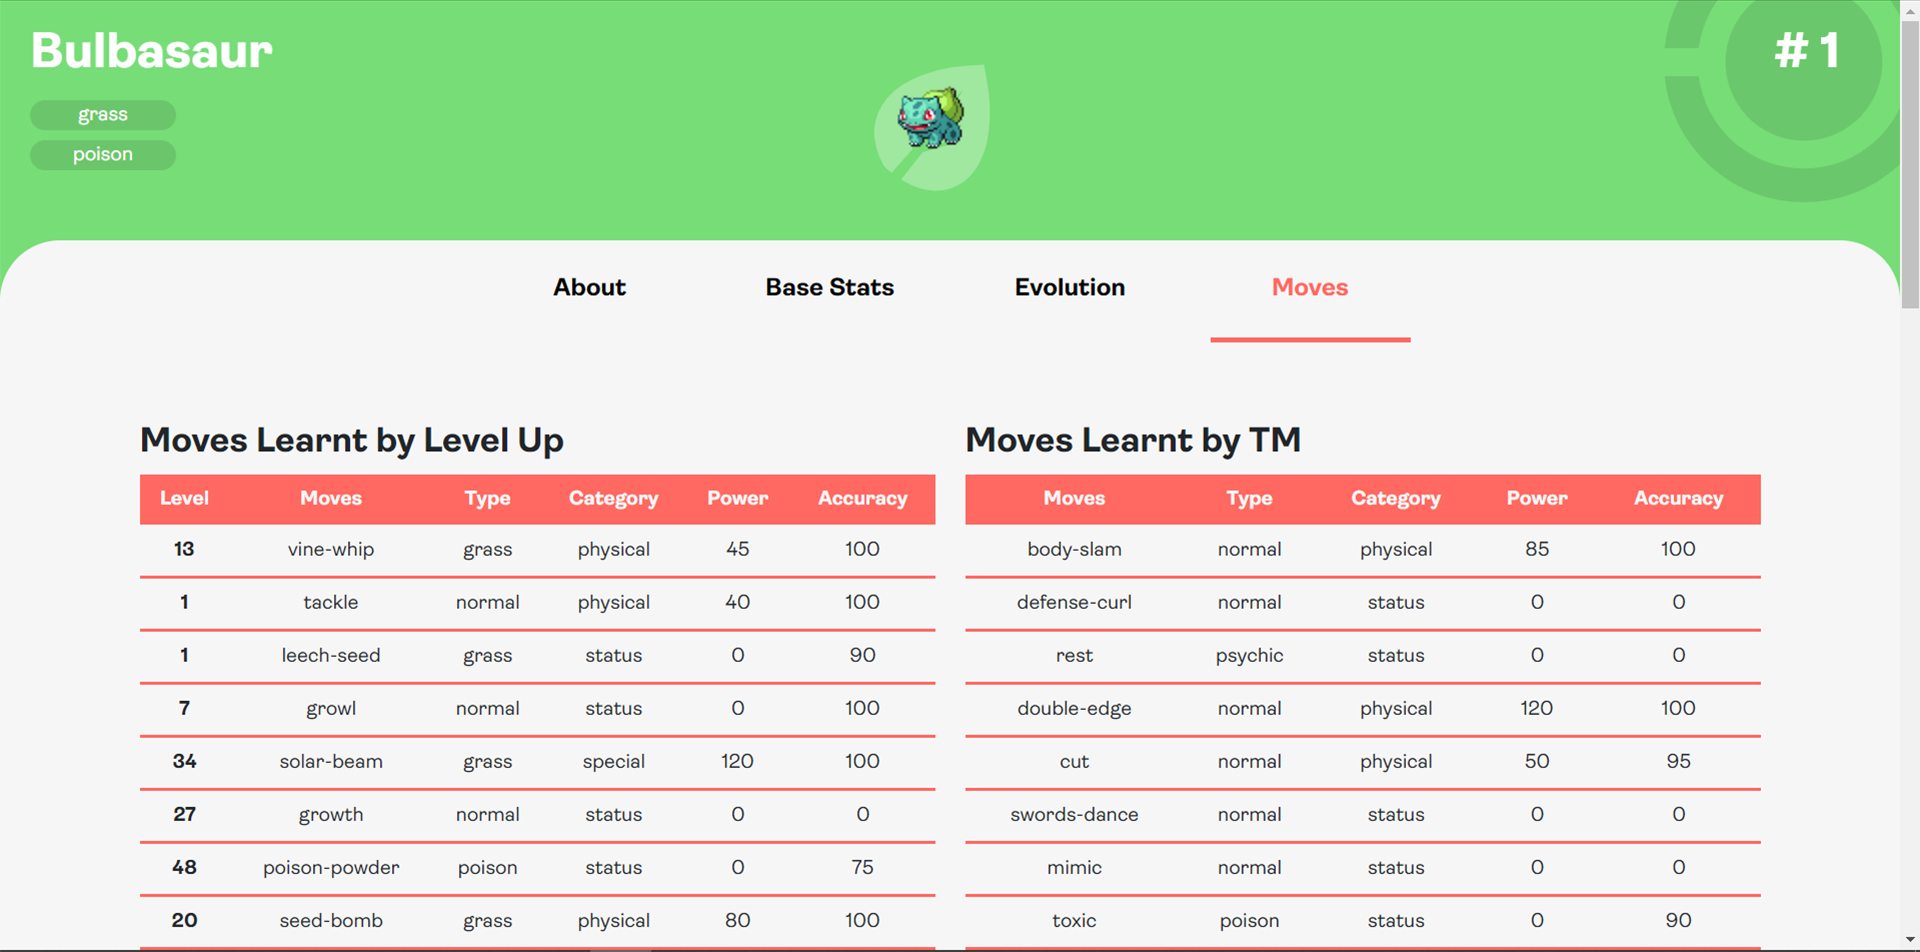 Bulbasaur
# 1
grass
poison
About Base Stats Evolution Moves
Moves Learnt by Level Up
Level Moves Type Category Power Accuracy
13 vine-whip grass physical 45 100
1 tackle normal physical 40 100
1 leech-seed grass status 0 90
7 growl normal status 0 100
34 solar-beam grass special 120 100
27 growth normal status 0 0
48 poison-powder poison status 0 75
20 seed-bomb grass physical 80 100
Moves Learnt by TM
Moves Type Category Power Accuracy
body-slam normal physical 85 100
defense-curl normal status 0 0
rest psychic status 0 0
double-edge normal physical 120 100
cut normal physical 50 95
swords-dance normal status 0 0
mimic normal status 0 0
toxic poison status 0 90